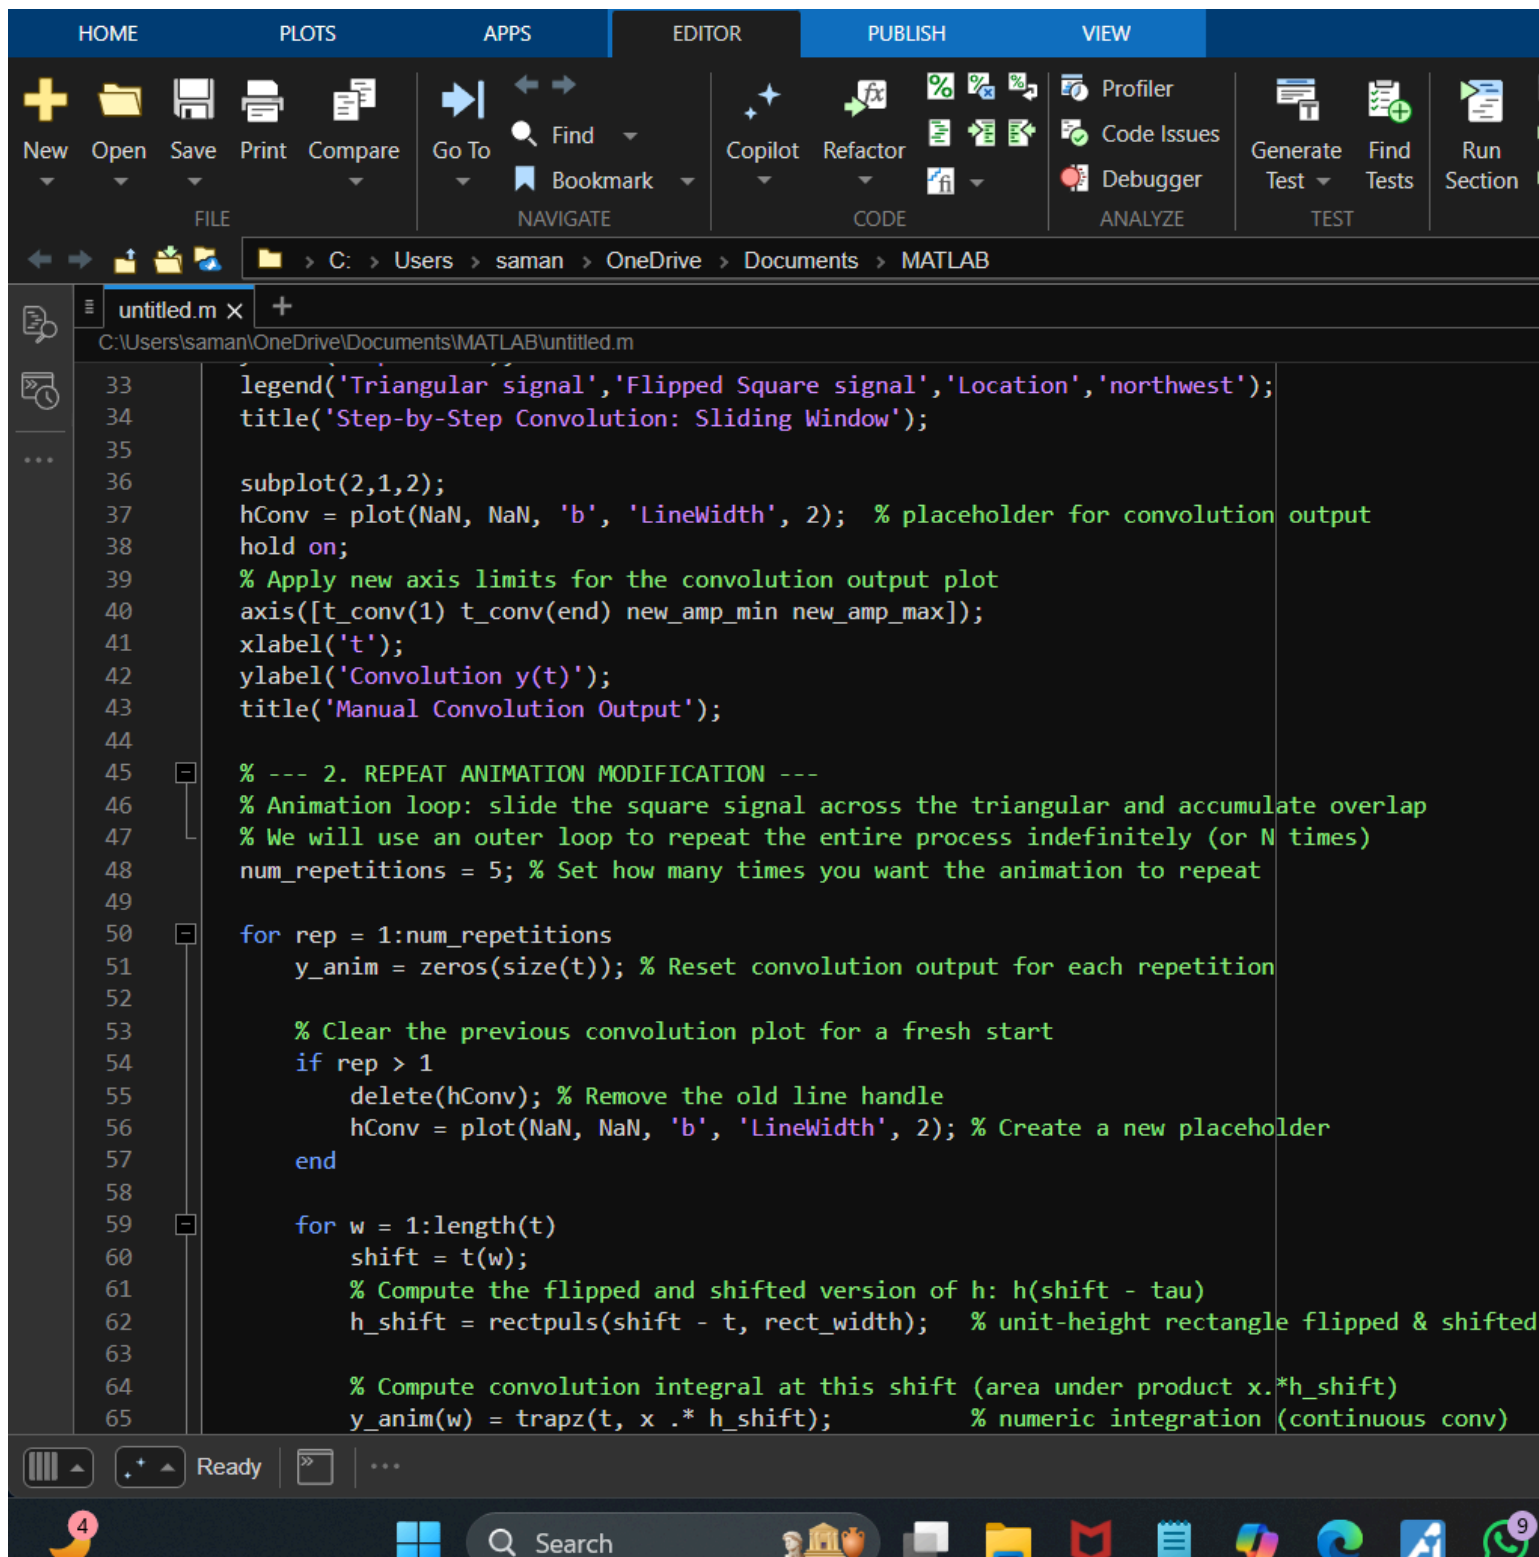 HOME PLOTS APPS EDITOR PUBLISH VIEW
New Open Save Print Compare Go To Find Bookmark Copilot Refactor Profiler Code Issues Debugger Generate Test Find Tests Run Section
FILE NAVIGATE CODE ANALYZE TEST
C: > Users > saman > OneDrive > Documents > MATLAB
untitled.m
C:\Users\saman\OneDrive\Documents\MATLAB\untitled.m
33 legend('Triangular signal','Flipped Square signal','Location','northwest');
34 title('Step-by-Step Convolution: Sliding Window');
35
36 subplot(2,1,2);
37 hConv = plot(NaN, NaN, 'b', 'LineWidth', 2);  % placeholder for convolution output
38 hold on;
39 % Apply new axis limits for the convolution output plot
40 axis([t_conv(1) t_conv(end) new_amp_min new_amp_max]);
41 xlabel('t');
42 ylabel('Convolution y(t)');
43 title('Manual Convolution Output');
44
45 % --- 2. REPEAT ANIMATION MODIFICATION ---
46 % Animation loop: slide the square signal across the triangular and accumulate overlap
47 % We will use an outer loop to repeat the entire process indefinitely (or N times)
48 num_repetitions = 5; % Set how many times you want the animation to repeat
49
50 for rep = 1:num_repetitions
51     y_anim = zeros(size(t)); % Reset convolution output for each repetition
52
53     % Clear the previous convolution plot for a fresh start
54     if rep > 1
55         delete(hConv); % Remove the old line handle
56         hConv = plot(NaN, NaN, 'b', 'LineWidth', 2); % Create a new placeholder
57     end
58
59     for w = 1:length(t)
60         shift = t(w);
61         % Compute the flipped and shifted version of h: h(shift - tau)
62         h_shift = rectpuls(shift - t, rect_width);   % unit-height rectangle flipped & shifted
63
64         % Compute convolution integral at this shift (area under product x.*h_shift)
65         y_anim(w) = trapz(t, x .* h_shift);          % numeric integration (continuous conv)
Ready
4 Search 9